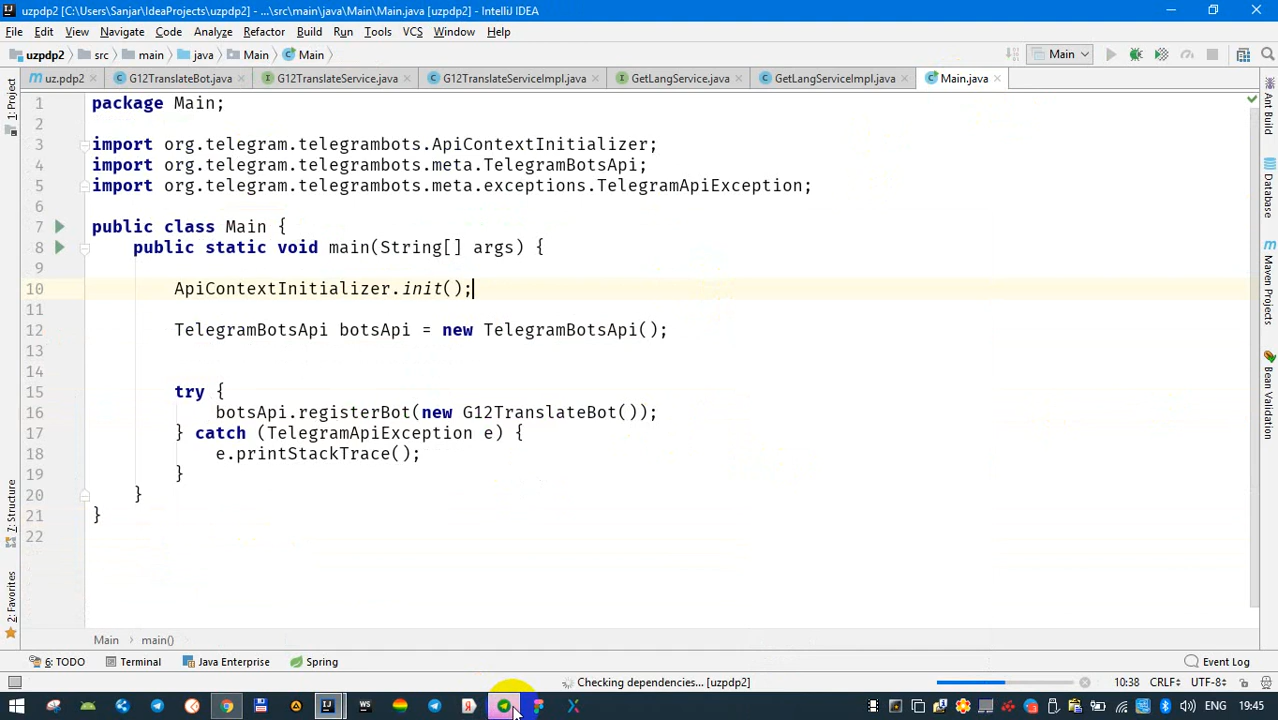 uzpdp2 [C:\Users\Sanjar\IdeaProjects\uzpdp2] - ...\src\main\java\Main\Main.java [uzpdp2] - IntelliJ IDEA
File Edit View Navigate Code Analyze Refactor Build Run Tools VCS Window Help
uzpdp2 src main java Main Main Main
uz.pdp2 G12TranslateBot.java G12TranslateService.java G12TranslateServiceImpl.java GetLangService.java GetLangServiceImpl.java Main.java
1 package Main;
2
3 import org.telegram.telegrambots.ApiContextInitializer;
4 import org.telegram.telegrambots.meta.TelegramBotsApi;
5 import org.telegram.telegrambots.meta.exceptions.TelegramApiException;
6
7 public class Main {
8 public static void main(String[] args) {
9
10 ApiContextInitializer.init();
11
12 TelegramBotsApi botsApi = new TelegramBotsApi();
13
14
15 try {
16 botsApi.registerBot(new G12TranslateBot());
17 } catch (TelegramApiException e) {
18 e.printStackTrace();
19 }
20 }
21 }
22
1: Project
7: Structure
2: Favorites
Ant Build
Database
Maven Projects
Bean Validation
Main main()
6: TODO Terminal Java Enterprise Spring Event Log
Checking dependencies... [uzpdp2] 10:38 CRLF÷ UTF-8÷
WS Я X ENG 19:45